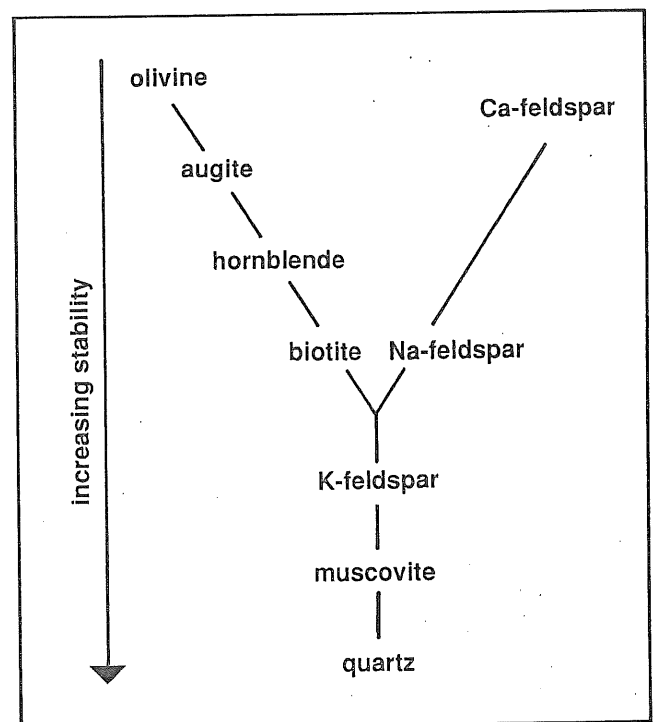 olivine
Ca-feldspar
augite
hornblende
biotite
Na-feldspar
increasing stability
K-feldspar
muscovite
quartz